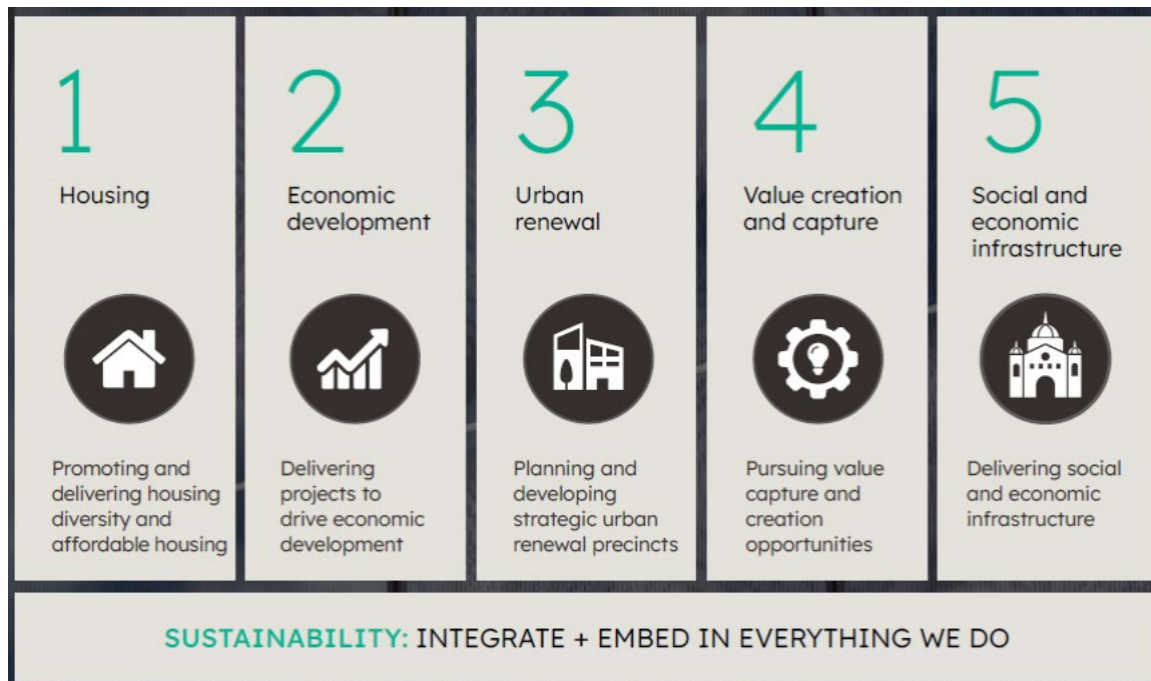 1
Housing
Promoting and
delivering housing
diversity and
affordable housing
2
Economic
development
Delivering
projects to
drive economic
development
3
Urban
renewal
Planning and
developing
strategic urban
renewal precincts
4
Value creation
and capture
Pursuing value
capture and
creation
opportunities
5
Social and
economic
infrastructure
Delivering social
and economic
infrastructure
SUSTAINABILITY: INTEGRATE + EMBED IN EVERYTHING WE DO